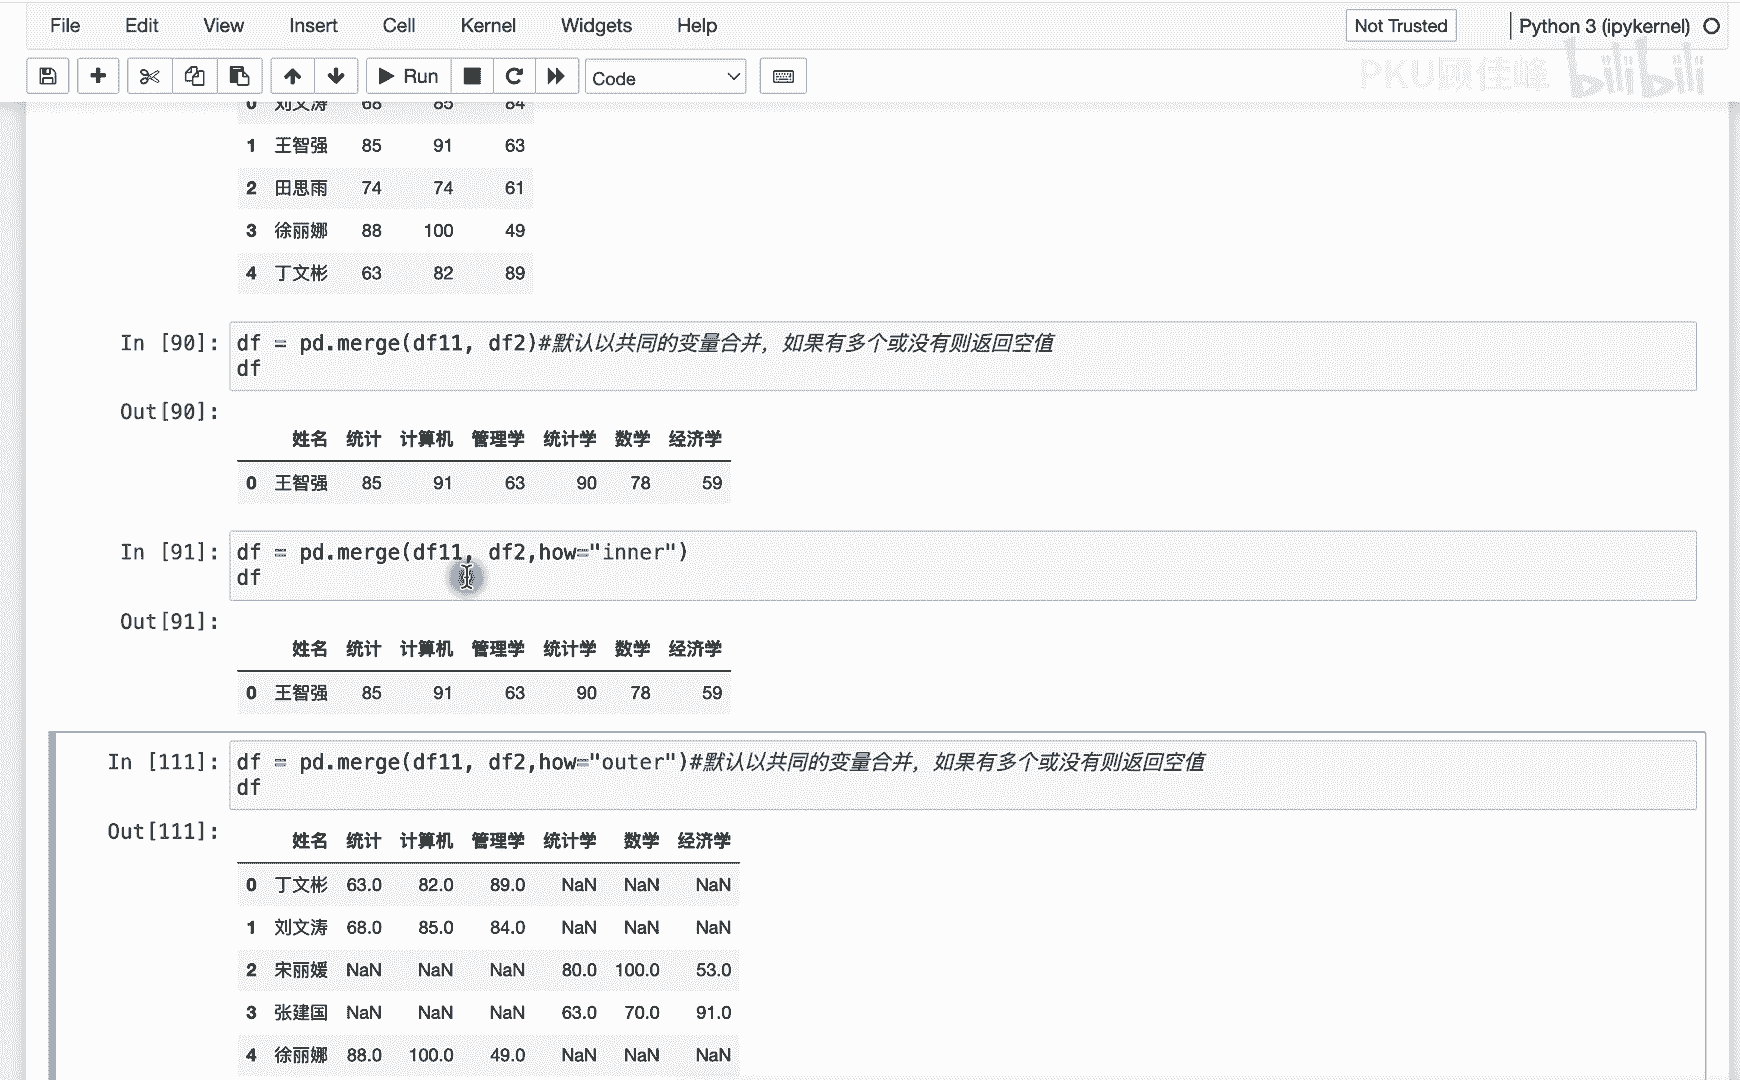 File Edit View Insert Cell Kernel Widgets Help Not Trusted Python 3 (ipykernel)
Run Code
PKU顾佳峰 bilibili
0 刘文涛 68 85 84
1 王智强 85 91 63
2 田思雨 74 74 61
3 徐丽娜 88 100 49
4 丁文彬 63 82 89
In [90]: df = pd.merge(df11, df2)#默认以共同的变量合并，如果有多个或没有则返回空值
df
Out[90]:
姓名 统计 计算机 管理学 统计学 数学 经济学
0 王智强 85 91 63 90 78 59
In [91]: df = pd.merge(df11, df2,how="inner")
df
Out[91]:
姓名 统计 计算机 管理学 统计学 数学 经济学
0 王智强 85 91 63 90 78 59
In [111]: df = pd.merge(df11, df2,how="outer")#默认以共同的变量合并，如果有多个或没有则返回空值
df
Out[111]:
姓名 统计 计算机 管理学 统计学 数学 经济学
0 丁文彬 63.0 82.0 89.0 NaN NaN NaN
1 刘文涛 68.0 85.0 84.0 NaN NaN NaN
2 宋丽媛 NaN NaN NaN 80.0 100.0 53.0
3 张建国 NaN NaN NaN 63.0 70.0 91.0
4 徐丽娜 88.0 100.0 49.0 NaN NaN NaN